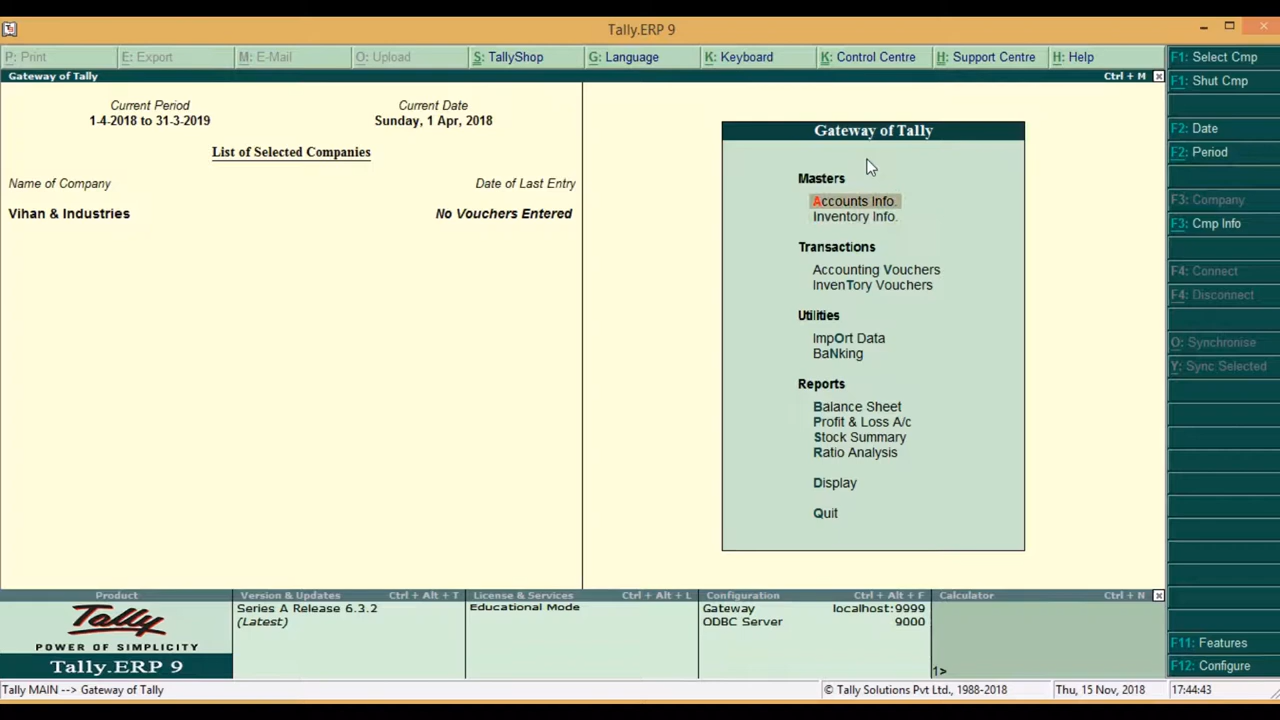 Tally.ERP 9
P: Print
E: Export
M: E-Mail
O: Upload
S: TallyShop
G: Language
K: Keyboard
K: Control Centre
H: Support Centre
H: Help
Gateway of Tally
Ctrl + M
Current Period
1-4-2018 to 31-3-2019
Current Date
Sunday, 1 Apr, 2018
List of Selected Companies
Name of Company
Date of Last Entry
Vihan & Industries
No Vouchers Entered
Gateway of Tally
Masters
Accounts Info.
Inventory Info.
Transactions
Accounting Vouchers
InvenTory Vouchers
Utilities
ImpOrt Data
BaNking
Reports
Balance Sheet
Profit & Loss A/c
Stock Summary
Ratio Analysis
Display
Quit
F1: Select Cmp
F1: Shut Cmp
F2: Date
F2: Period
F3: Company
F3: Cmp Info
F4: Connect
F4: Disconnect
O: Synchronise
Y: Sync Selected
F11: Features
F12: Configure
Product
Tally
POWER OF SIMPLICITY
Tally.ERP 9
Version & Updates
Ctrl + Alt + T
Series A Release 6.3.2
(Latest)
License & Services
Ctrl + Alt + L
Educational Mode
Configuration
Ctrl + Alt + F
Gateway
localhost:9999
ODBC Server
9000
Calculator
Ctrl + N
1>
Tally MAIN --> Gateway of Tally
© Tally Solutions Pvt Ltd., 1988-2018
Thu, 15 Nov, 2018
17:44:43